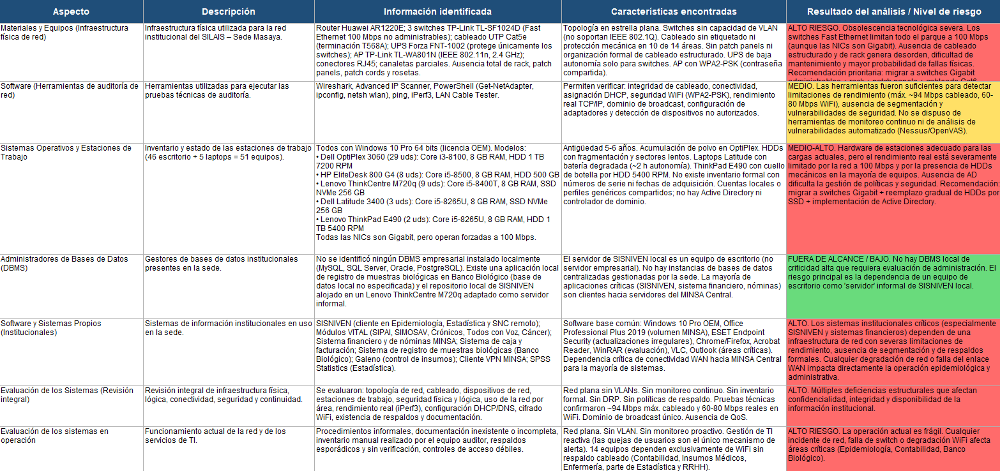 Aspecto
Descripción
Información identificada
Características encontradas
Resultado del análisis / Nivel de riesgo
Materiales y Equipos (Infraestructura
física de red)
Infraestructura física utilizada para la red
institucional del SILAIS – Sede Masaya.
Router Huawei AR1220E; 3 switches TP-Link TL-SF1024D (Fast
Ethernet 100 Mbps no administrables); cableado UTP Cat5e
(terminación T568A); UPS Forza FNT-1002 (protege únicamente los
switches); AP TP-Link TL-WA801N (IEEE 802.11n, 2.4 GHz);
conectores RJ45; canaletas parciales. Ausencia total de rack, patch
panels, patch cords y rosetas.
Topología en estrella plana. Switches sin capacidad de VLAN
(no soportan IEEE 802.1Q). Cableado sin etiquetado ni
protección mecánica en 10 de 14 áreas. Sin patch panels ni
organización formal de cableado estructurado. UPS de baja
autonomía solo para switches. AP con WPA2-PSK (contraseña
compartida).
ALTO RIESGO. Obsolescencia tecnológica severa. Los
switches Fast Ethernet limitan todo el parque a 100 Mbps
(aunque las NICs son Gigabit). Ausencia de cableado
estructurado y de rack genera desorden, dificultad de
mantenimiento y mayor probabilidad de fallas físicas.
Recomendación prioritaria: migrar a switches Gigabit
administrables + rack + patch panels + cableado Cat6
Software (Herramientas de auditoría de
red)
Herramientas utilizadas para ejecutar las
pruebas técnicas de auditoría.
Wireshark, Advanced IP Scanner, PowerShell (Get-NetAdapter,
ipconfig, netsh wlan), ping, iPerf3, LAN Cable Tester.
Permiten verificar: integridad de cableado, conectividad,
asignación DHCP, seguridad WiFi (WPA2-PSK), rendimiento
real TCP/IP, dominio de broadcast, configuración de
adaptadores y detección de dispositivos no autorizados.
MEDIO. Las herramientas fueron suficientes para detectar
limitaciones de rendimiento (máx. ~94 Mbps cableado, 60-
80 Mbps WiFi), ausencia de segmentación y
vulnerabilidades de seguridad. No se dispuso de
herramientas de monitoreo continuo ni de análisis de
vulnerabilidades automatizado (Nessus/OpenVAS).
Sistemas Operativos y Estaciones de
Trabajo
Inventario y estado de las estaciones de trabajo
(46 escritorio + 5 laptops = 51 equipos).
Todos con Windows 10 Pro 64 bits (licencia OEM). Modelos:
• Dell OptiPlex 3060 (29 uds): Core i3-8100, 8 GB RAM, HDD 1 TB
7200 RPM
• HP EliteDesk 800 G4 (8 uds): Core i5-8500, 8 GB RAM, HDD 500 GB
• Lenovo ThinkCentre M720q (9 uds): Core i5-8400T, 8 GB RAM, SSD
NVMe 256 GB
• Dell Latitude 3400 (3 uds): Core i5-8265U, 8 GB RAM, SSD NVMe
256 GB
• Lenovo ThinkPad E490 (2 uds): Core i5-8265U, 8 GB RAM, HDD 1
TB 5400 RPM
Todas las NICs son Gigabit, pero operan forzadas a 100 Mbps.
Antigüedad 5-6 años. Acumulación de polvo en OptiPlex. HDDs
con fragmentación y sectores lentos. Laptops Latitude con
batería degradada (~2 h autonomía). ThinkPad E490 con cuello
de botella por HDD 5400 RPM. No existe inventario formal con
números de serie ni fechas de adquisición. Cuentas locales o
perfiles genéricos compartidos; no hay Active Directory ni
controlador de dominio.
MEDIO-ALTO. Hardware de estaciones adecuado para las
cargas actuales, pero el rendimiento real está severamente
limitado por la red a 100 Mbps y por la presencia de HDDs
mecánicos en la mayoría de equipos. Ausencia de AD
dificulta la gestión de políticas y seguridad. Recomendación:
migrar a switches Gigabit + reemplazo gradual de HDDs por
SSD + implementación de Active Directory.
Administradores de Bases de Datos
(DBMS)
Gestores de bases de datos institucionales
presentes en la sede.
No se identificó ningún DBMS empresarial instalado localmente
(MySQL, SQL Server, Oracle, PostgreSQL). Existe una aplicación local
de registro de muestras biológicas en Banco Biológico (base de
datos local no especificada) y el repositorio local de SISNIVEN
alojado en un Lenovo ThinkCentre M720q adaptado como servidor
informal.
El servidor de SISNIVEN local es un equipo de escritorio (no
servidor empresarial). No hay instancias de bases de datos
centralizadas gestionadas por la sede. La mayoría de
aplicaciones críticas (SISNIVEN, sistema financiero, nóminas)
son clientes hacia servidores del MINSA Central.
FUERA DE ALCANCE / BAJO. No hay DBMS local de
criticidad alta que requiera evaluación de administración. El
riesgo principal es la dependencia de un equipo de
escritorio como 'servidor' informal de SISNIVEN local.
Software y Sistemas Propios
(Institucionales)
Sistemas de información institucionales en uso
en la sede.
SISNIVEN (cliente en Epidemiología, Estadística y SNC remoto);
Módulos VITAL (SIPAI, SIMOSAV, Crónicos, Todos con Voz, Cáncer);
Sistema financiero y de nóminas MINSA; Sistema de caja y
facturación; Sistema de registro de muestras biológicas (Banco
Biológico); Galeno (control de insumos); Cliente VPN MINSA; SPSS
Statistics (Estadística).
Software base común: Windows 10 Pro OEM, Office
Professional Plus 2019 (volumen MINSA), ESET Endpoint
Security (actualizaciones irregulares), Chrome/Firefox, Acrobat
Reader, WinRAR (evaluación), VLC, Outlook (áreas críticas).
Dependencia crítica de conectividad WAN hacia MINSA Central
para la mayoría de sistemas.
ALTO. Los sistemas institucionales críticos (especialmente
SISNIVEN y sistemas financieros) dependen de una
infraestructura de red con severas limitaciones de
rendimiento, ausencia de segmentación y de respaldos
formales. Cualquier degradación de red o falla del enlace
WAN impacta directamente la operación epidemiológica y
administrativa.
Evaluación de los Sistemas (Revisión
integral)
Revisión integral de infraestructura física,
lógica, conectividad, seguridad y continuidad.
Se evaluaron: topología de red, cableado, dispositivos de red,
estaciones de trabajo, seguridad física y lógica, uso de la red por
área, rendimiento real (iPerf3), configuración DHCP/DNS, cifrado
WiFi, existencia de respaldos y documentación.
Red plana sin VLANs. Sin monitoreo continuo. Sin inventario
formal. Sin DRP. Sin políticas de respaldo. Pruebas técnicas
confirmaron ~94 Mbps máx. cableado y 60-80 Mbps reales en
WiFi. Dominio de broadcast único. Ausencia de QoS.
ALTO. Múltiples deficiencias estructurales que afectan
confidencialidad, integridad y disponibilidad de la
información institucional.
Evaluación de los sistemas en
operación
Funcionamiento actual de la red y de los
servicios de TI.
Procedimientos informales, documentación inexistente o incompleta,
inventario manual realizado por el equipo auditor, respaldos
esporádicos y sin verificación, controles de acceso débiles.
Red plana. Sin VLAN. Sin monitoreo proactivo. Gestión de TI
reactiva (las quejas de usuarios son el único mecanismo de
alerta). 14 equipos dependen exclusivamente de WiFi sin
respaldo cableado (Contabilidad, Insumos Médicos,
Enfermería, parte de Estadística y RRHH).
ALTO RIESGO. La operación actual es frágil. Cualquier
incidente de red, falla de switch o degradación WiFi afecta
áreas críticas (Epidemiología, Contabilidad, Banco
Biológico).